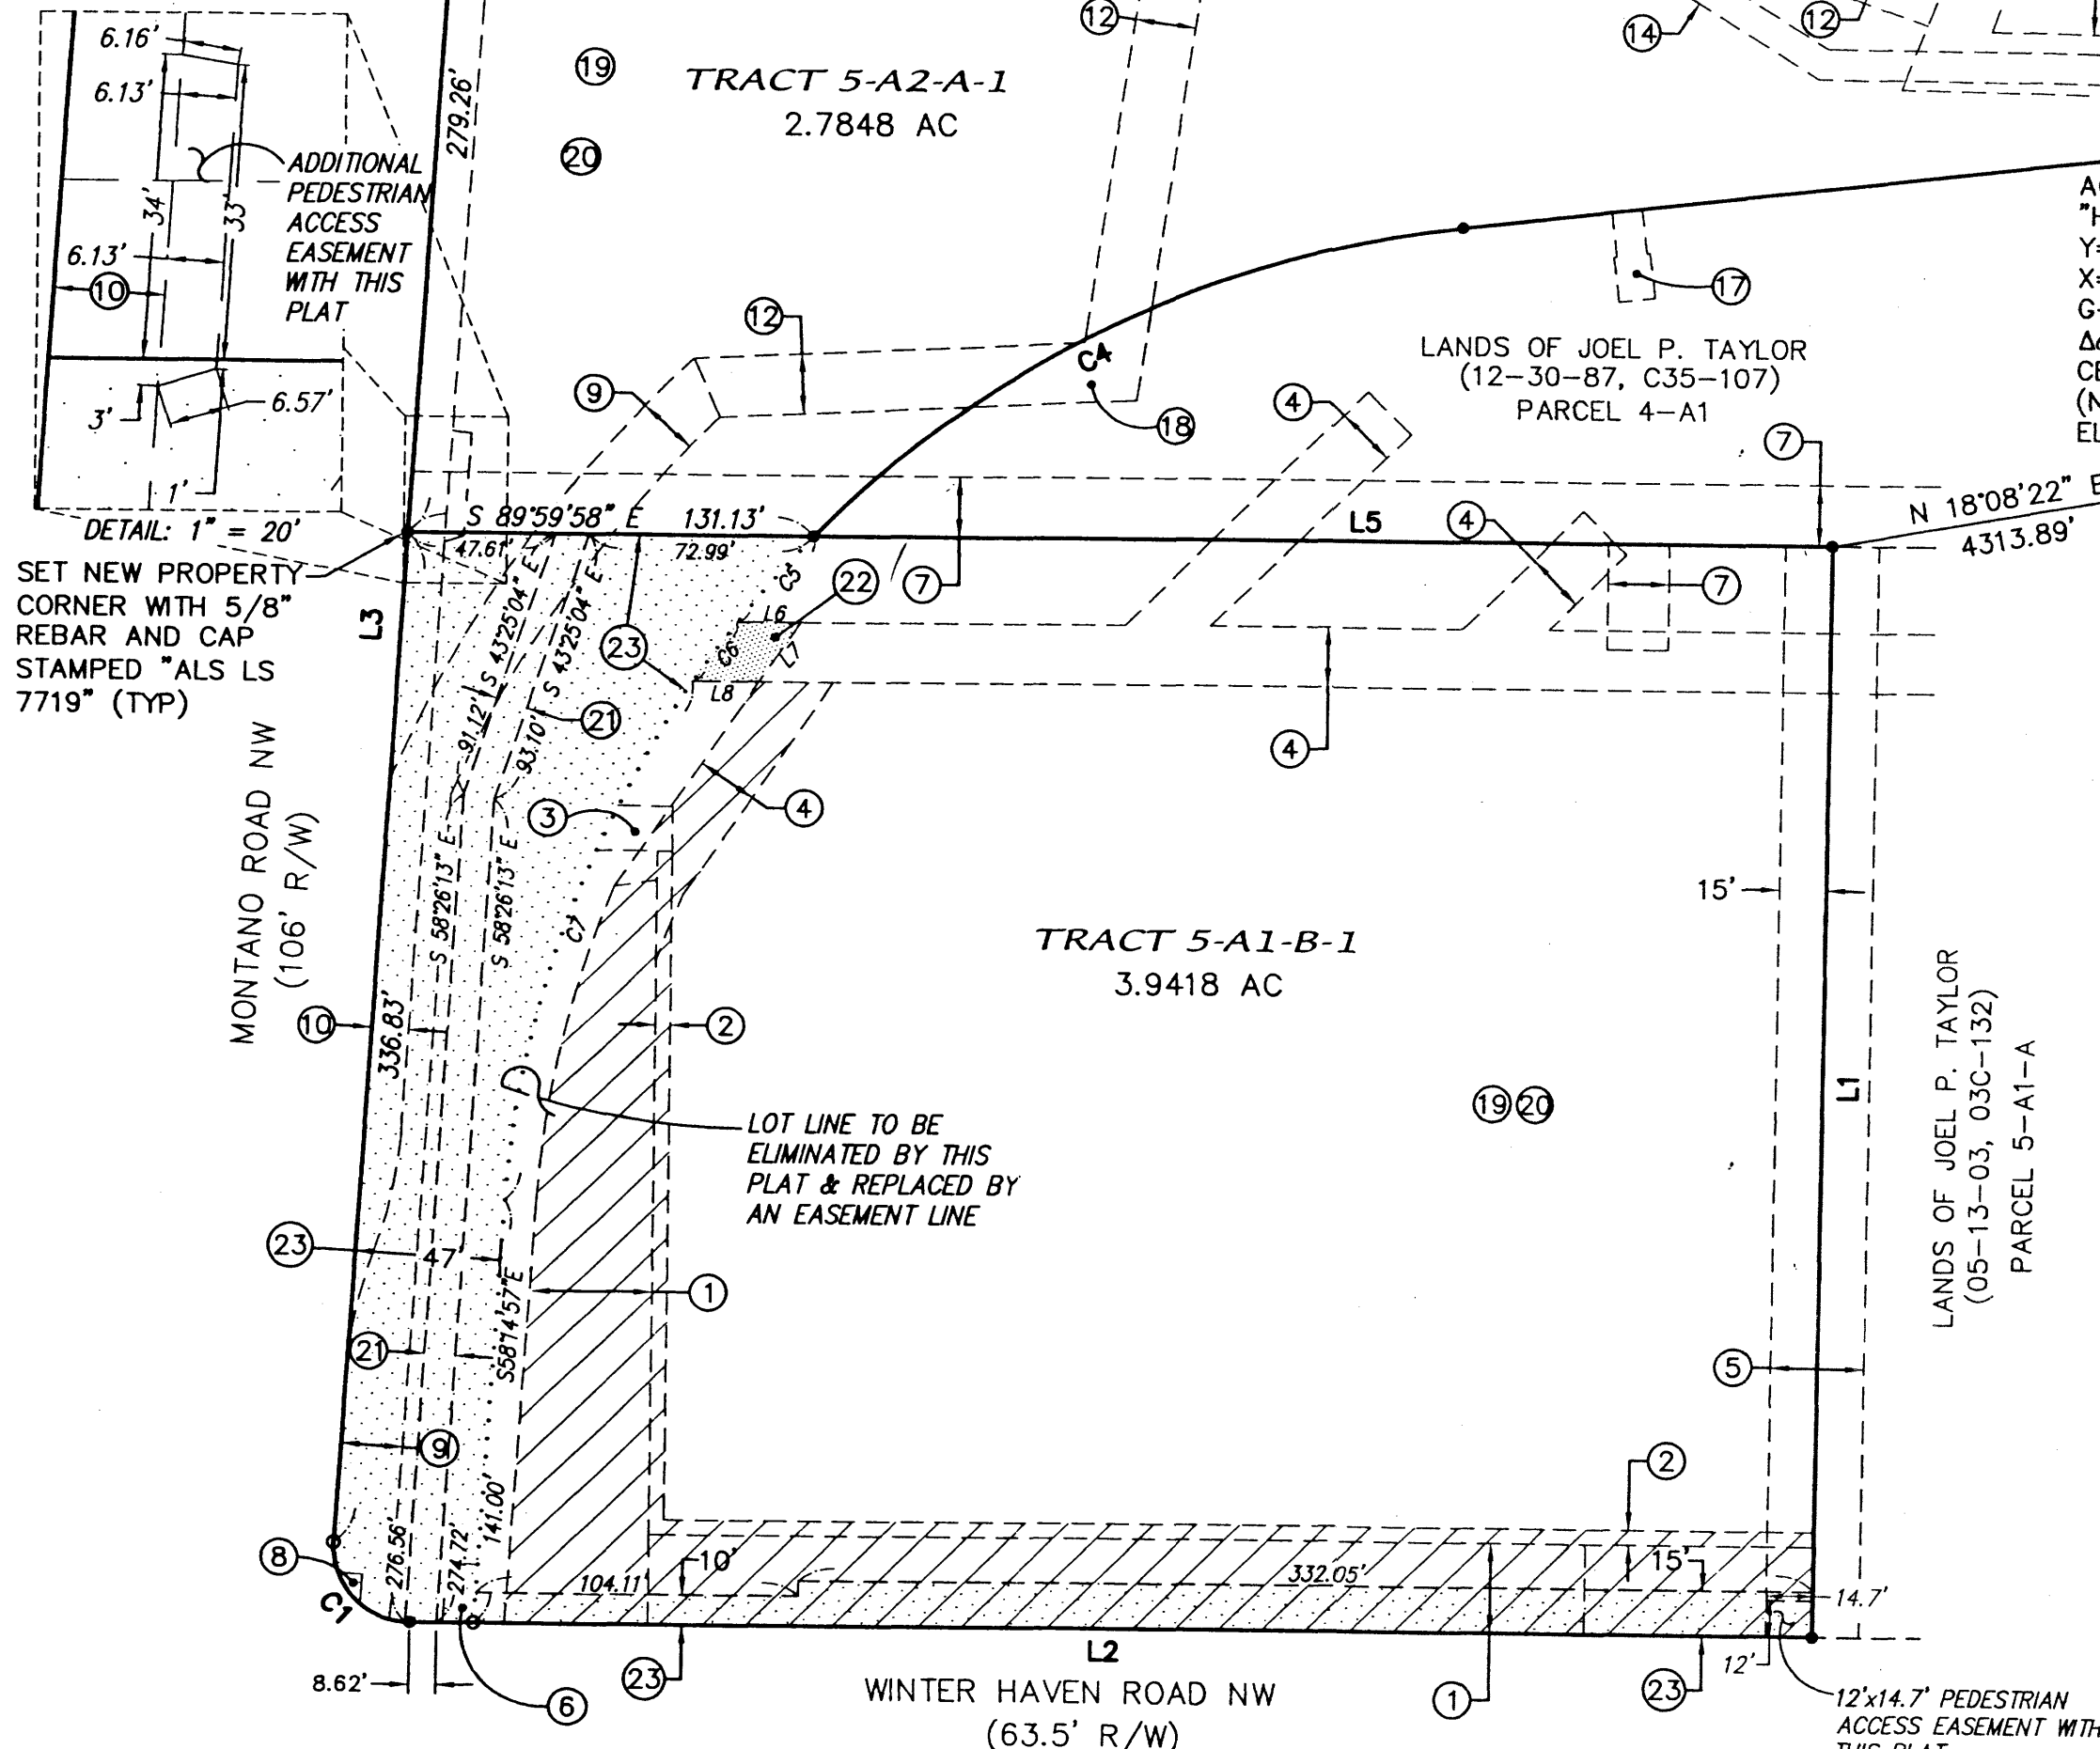 12
14
12
6.16'
6.13'
19
TRACT 5-A2-A-1
2.7848 AC
20
279.26'
ADDITIONAL
PEDESTRIAN
ACCESS
EASEMENT
WITH THIS
PLAT
34'
33'
6.13'
10
3'
6.57'
1'
DETAIL: 1" = 20'
SET NEW PROPERTY
CORNER WITH 5/8"
REBAR AND CAP
STAMPED "ALS LS
7719" (TYP)
12
9
C4
18
17
LANDS OF JOEL P. TAYLOR
(12-30-87, C35-107)
PARCEL 4-A1
4
7
4
7
N 18°08'22" E
4313.89'
S 89°59'58" E
131.13'
47.61'
72.99'
L5
L3
C5
22
7
L6
C6
L7
L8
23
S 43°25'04" E
S 43°25'04" E
91.12'
93.10'
21
4
4
3
MONTANO ROAD NW
(106' R/W)
S 58°26'13" E
S 58°26'13" E
C7
15'
TRACT 5-A1-B-1
3.9418 AC
10
336.83'
2
LOT LINE TO BE
ELIMINATED BY THIS
PLAT & REPLACED BY
AN EASEMENT LINE
19
20
L1
LANDS OF JOEL P. TAYLOR
(05-13-03, 03C-132)
PARCEL 5-A1-A
23
47'
1
S58°14'57"E
21
5
9
2
141.00'
8
C1
276.56'
274.72'
104.11'
10'
332.05'
15'
14.7'
12'
8.62'
6
23
L2
WINTER HAVEN ROAD NW
(63.5' R/W)
1
23
12'x14.7' PEDESTRIAN
ACCESS EASEMENT WITH
THIS PLAT
Y=
X=